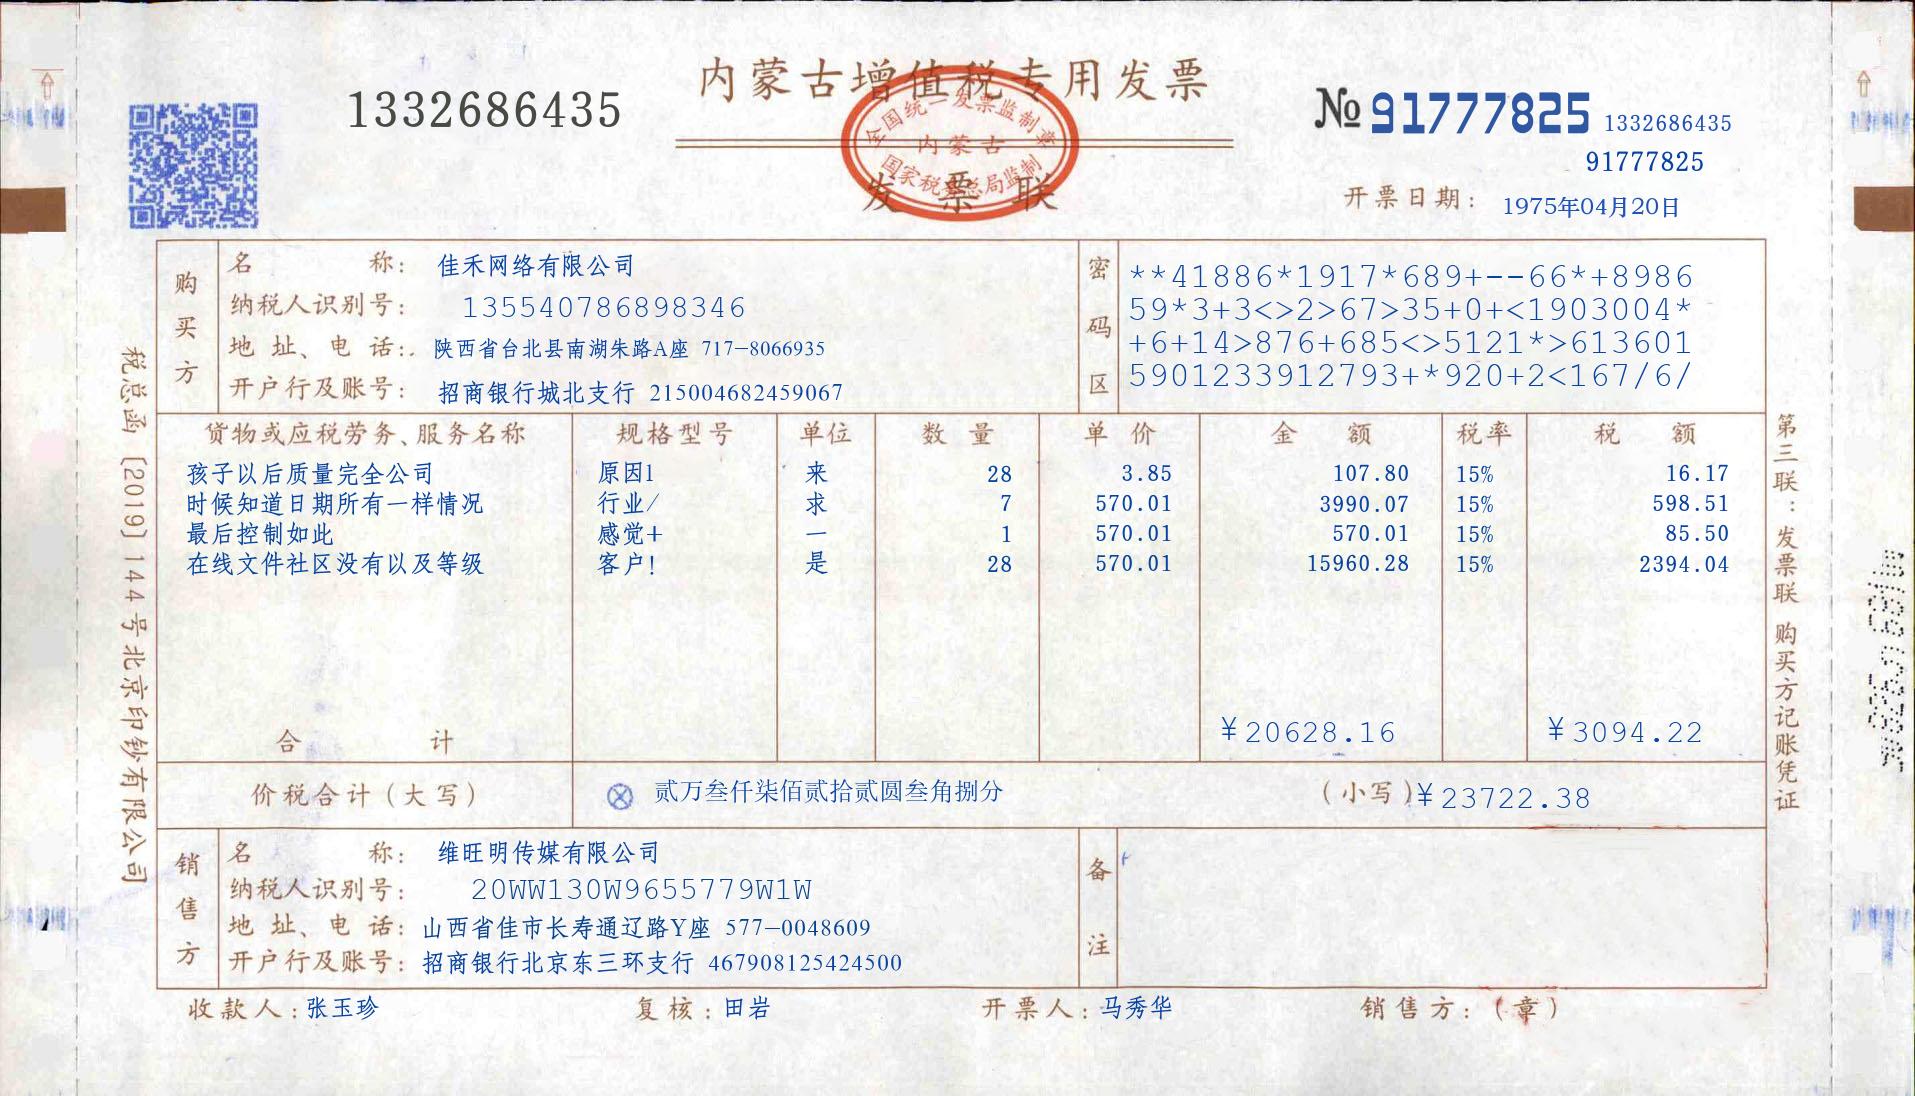 内蒙古增值税专用发票
发票联
全国统一发票监制章
内蒙古
国家税务总局监制
1332686435
№ 91777825 1332686435
91777825
开票日期: 1975年04月20日
购买方
名称: 佳禾网络有限公司
纳税人识别号: 135540786898346
地址、电话:. 陕西省台北县南湖朱路A座 717-8066935
开户行及账号: 招商银行城北支行 215004682459067
密码区
**41886*1917*689+--66*+8986
59*3+3<>2>67>35+0+<1903004*
+6+14>876+685<>5121*>613601
5901233912793+*920+2<167/6/
货物或应税劳务、服务名称 规格型号 单位 数量 单价 金额 税率 税额
孩子以后质量完全公司 原因l 来 28 3.85 107.80 15% 16.17
时候知道日期所有一样情况 行业/ 求 7 570.01 3990.07 15% 598.51
最后控制如此 感觉+ 一 1 570.01 570.01 15% 85.50
在线文件社区没有以及等级 客户! 是 28 570.01 15960.28 15% 2394.04
合计 ¥20628.16 ¥3094.22
价税合计(大写) ⊗ 贰万叁仟柒佰贰拾贰圆叁角捌分 (小写)¥23722.38
销售方
名称: 维旺明传媒有限公司
纳税人识别号: 20WW130W9655779W1W
地址、电话: 山西省佳市长寿通辽路Y座 577-0048609
开户行及账号: 招商银行北京东三环支行 467908125424500
备注
收款人:张玉珍 复核:田岩 开票人:马秀华 销售方:(章)
税总函[2019]144号北京印钞有限公司
第三联:发票联 购买方记账凭证